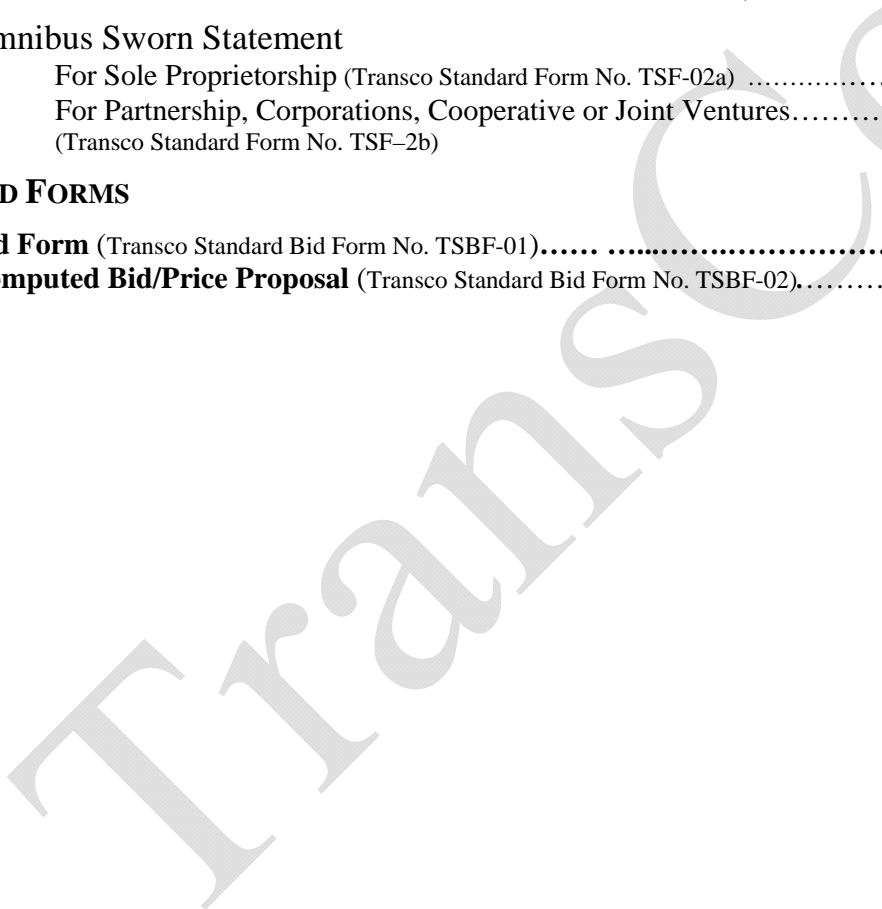 mnibus Sworn Statement
For Sole Proprietorship (Transco Standard Form No. TSF-02a) ……………
For Partnership, Corporations, Cooperative or Joint Ventures………
(Transco Standard Form No. TSF–2b)
D FORMS
d Form (Transco Standard Bid Form No. TSBF-01)…… …...…….………………
omputed Bid/Price Proposal (Transco Standard Bid Form No. TSBF-02)………
TransCo